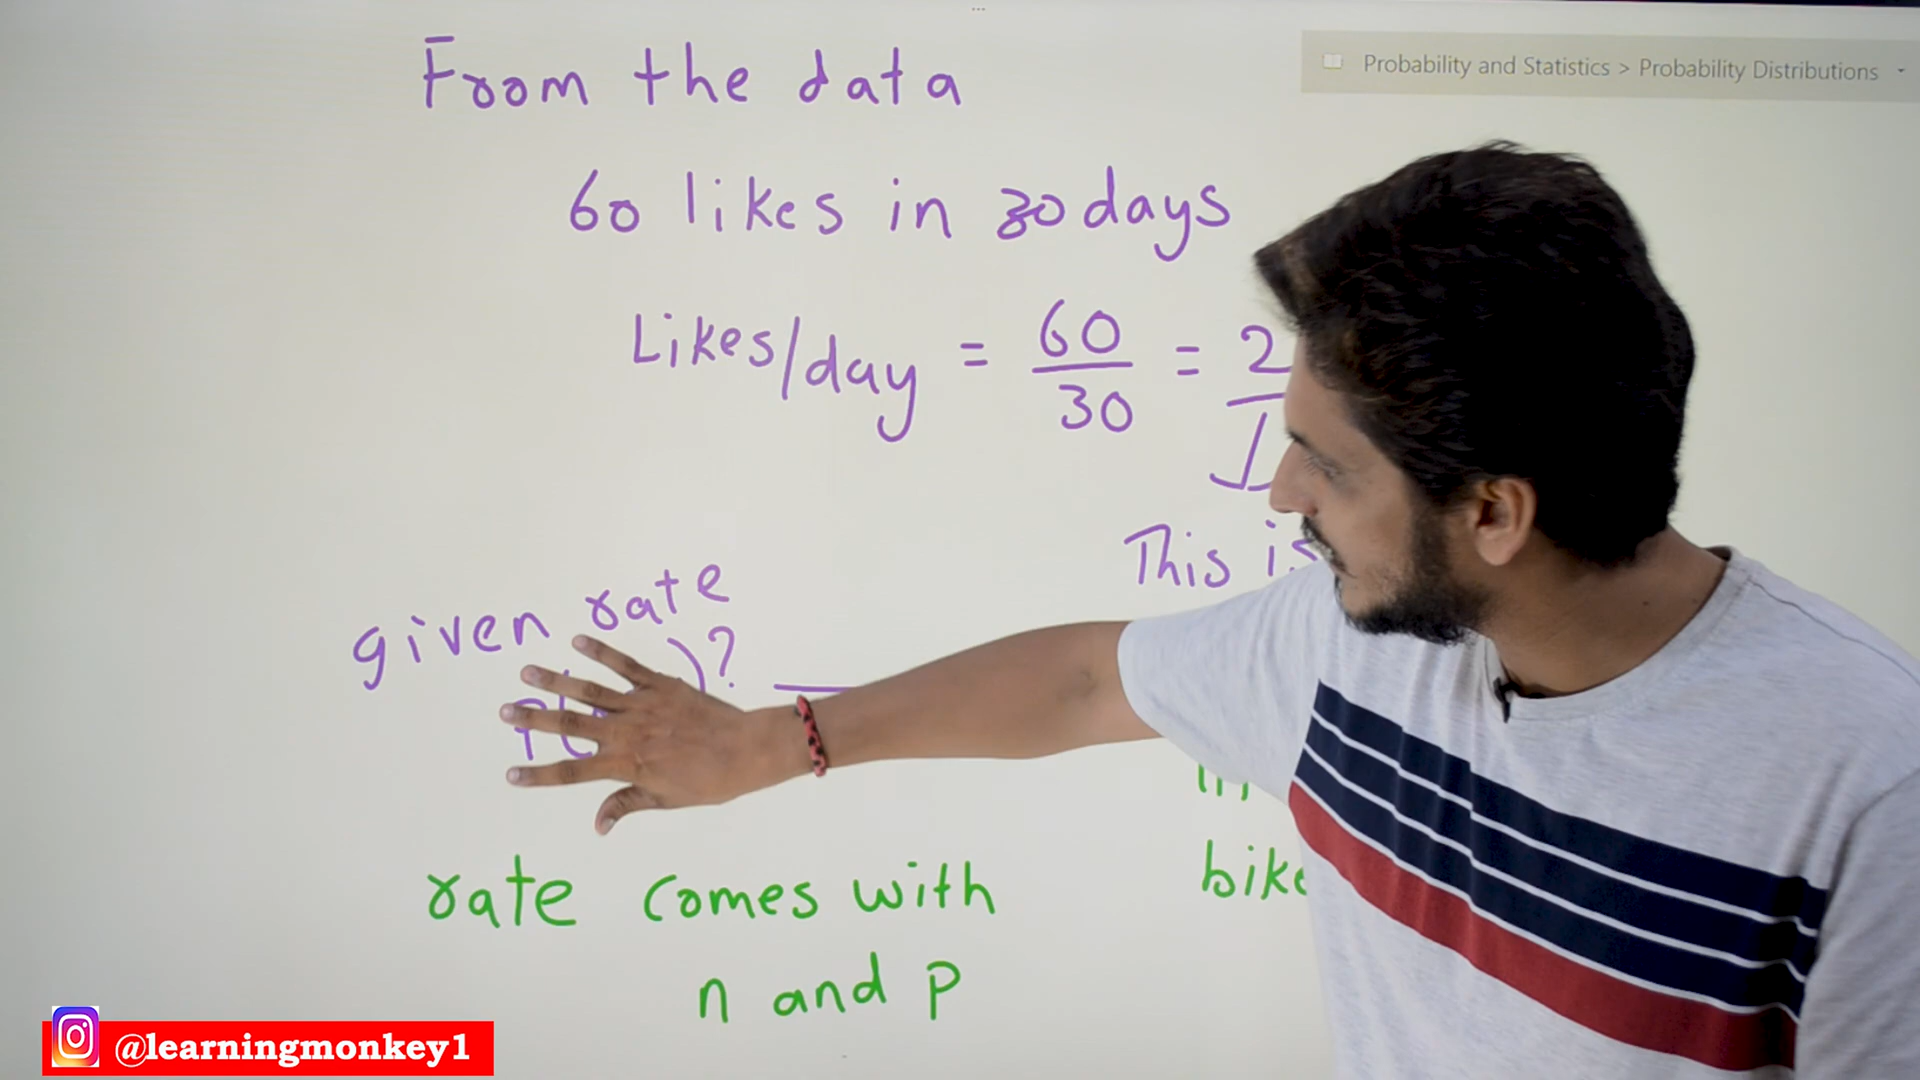 Probability and Statistics > Probability Distributions
From the data
60 likes in 30 days
Likes/day = 60/30 = 2
This is
given rate
)?
rate comes with
n and p
@learningmonkey1